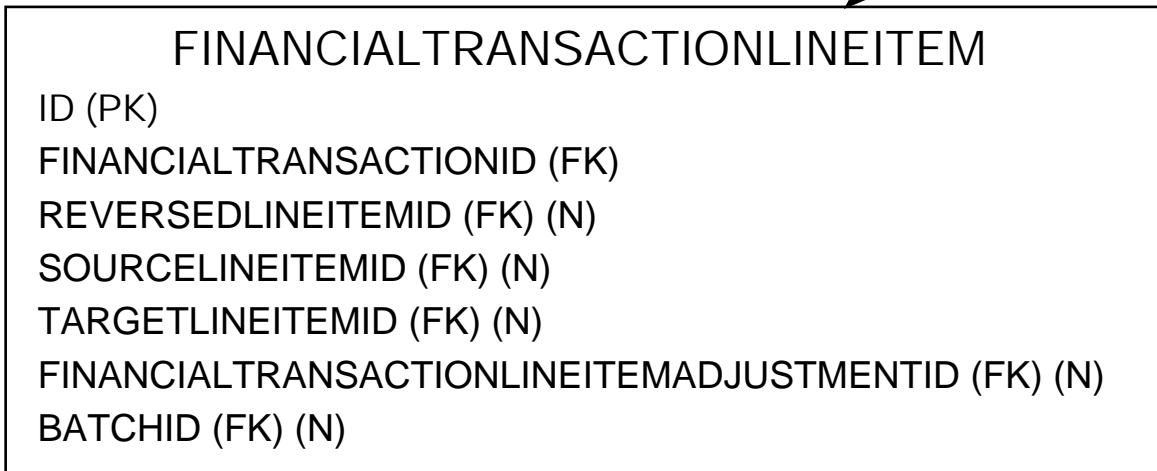 FINANCIALTRANSACTIONLINEITEM
ID (PK)
FINANCIALTRANSACTIONID (FK)
REVERSEDLINEITEMID (FK) (N)
SOURCELINEITEMID (FK) (N)
TARGETLINEITEMID (FK) (N)
FINANCIALTRANSACTIONLINEITEMADJUSTMENTID (FK) (N)
BATCHID (FK) (N)